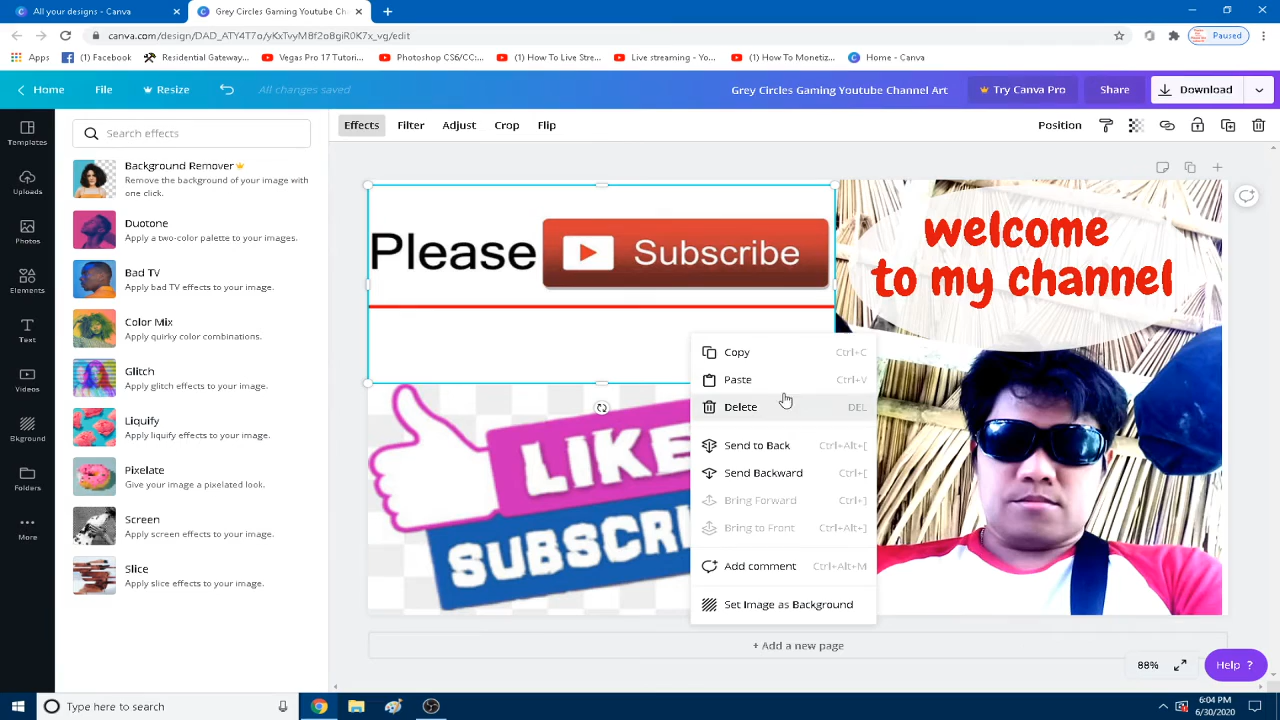 All your designs - Canva
Grey Circles Gaming Youtube Ch
canva.com/design/DAD_ATY4T7o/yKxTvyM8f2o8giR0K7x_vg/edit
Paused
Apps
(1) Facebook
Residential Gateway...
Vegas Pro 17 Tutori...
Photoshop CS6/CC:...
(1) How To Live Stre...
Live streaming - Yo...
(1) How To Monetiz...
Home - Canva
Home
File
Resize
All changes saved
Grey Circles Gaming Youtube Channel Art
Try Canva Pro
Share
Download
Effects
Filter
Adjust
Crop
Flip
Position
Templates
Uploads
Photos
Elements
Text
Videos
Bkground
Folders
More
Search effects
Background Remover
Remove the background of your image with
one click.
Duotone
Apply a two-color palette to your images.
Bad TV
Apply bad TV effects to your image.
Color Mix
Apply quirky color combinations.
Glitch
Apply glitch effects to your image.
Liquify
Apply liquify effects to your image.
Pixelate
Give your image a pixelated look.
Screen
Apply screen effects to your image.
Slice
Apply slice effects to your image.
Please Subscribe
welcome
to my channel
LIKE
SUBSCRI
Copy Ctrl+C
Paste Ctrl+V
Delete DEL
Send to Back Ctrl+Alt+[
Send Backward Ctrl+[
Bring Forward Ctrl+]
Bring to Front Ctrl+Alt+]
Add comment Ctrl+Alt+M
Set Image as Background
+ Add a new page
88%
Help ?
Type here to search
6:04 PM
6/30/2020